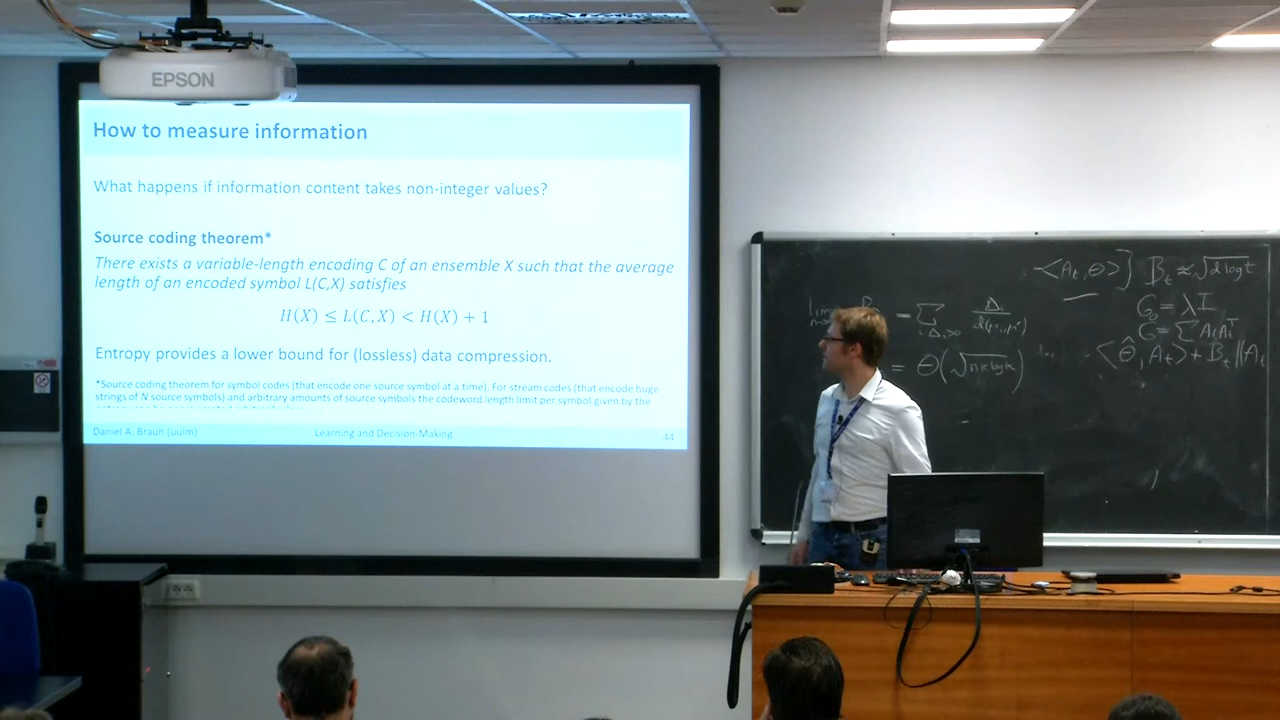 EPSON
How to measure information
What happens if information content takes non-integer values?
Source coding theorem*
There exists a variable-length encoding C of an ensemble X such that the average
length of an encoded symbol L(C,X) satisfies
H(X) ≤ L(C,X) < H(X) + 1
Entropy provides a lower bound for (lossless) data compression.
*Source coding theorem for symbol codes (that encode one source symbol at a time). For stream codes (that encode huge
strings of N source symbols) and arbitrary amounts of source symbols the codeword length limit per symbol given by the
Daniel A. Braun (uulm) Learning and Decision-Making 44
<A_t, Θ>] B_t ≈ √(d log t)
G_0 = λI
G = ∑ A_t A_t^T
<Θ̂, A_t> + B_t ||A_t
= ∑